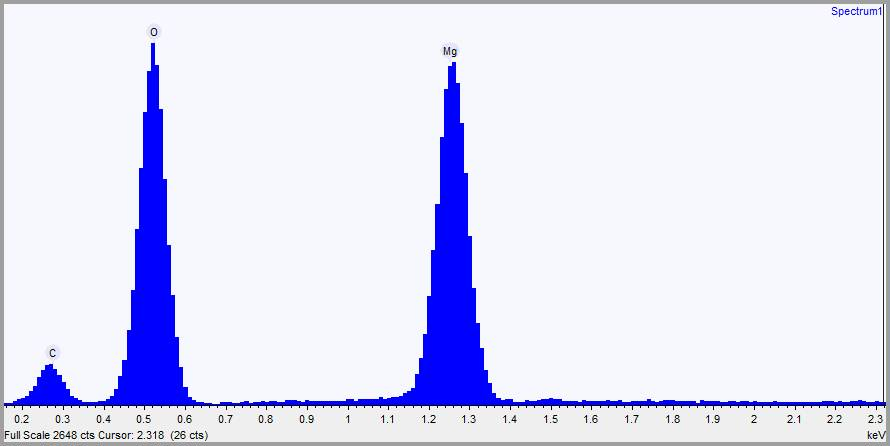 Spectrum1
O
Mg
C
0.2 0.3 0.4 0.5 0.6 0.7 0.8 0.9 1 1.1 1.2 1.3 1.4 1.5 1.6 1.7 1.8 1.9 2 2.1 2.2 2.3
Full Scale 2648 cts Cursor: 2.318 (26 cts) keV